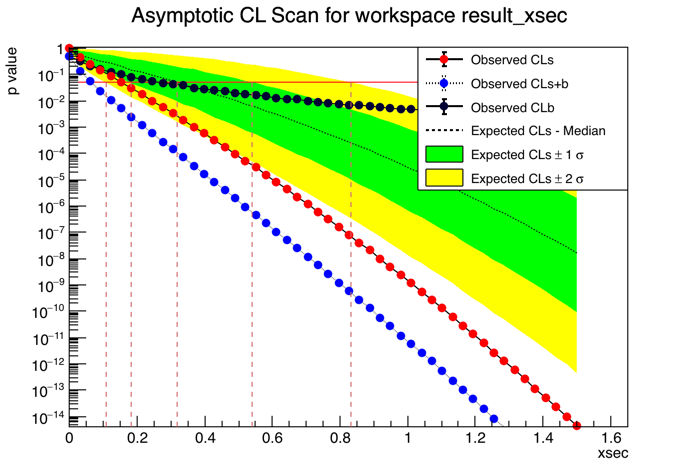 Asymptotic CL Scan for workspace result_xsec
p value
1
10⁻¹
10⁻²
10⁻³
10⁻⁴
10⁻⁵
10⁻⁶
10⁻⁷
10⁻⁸
10⁻⁹
10⁻¹⁰
10⁻¹¹
10⁻¹²
10⁻¹³
10⁻¹⁴
Observed CLs
Observed CLs+b
Observed CLb
Expected CLs - Median
Expected CLs ± 1 σ
Expected CLs ± 2 σ
0 0.2 0.4 0.6 0.8 1 1.2 1.4 1.6
xsec